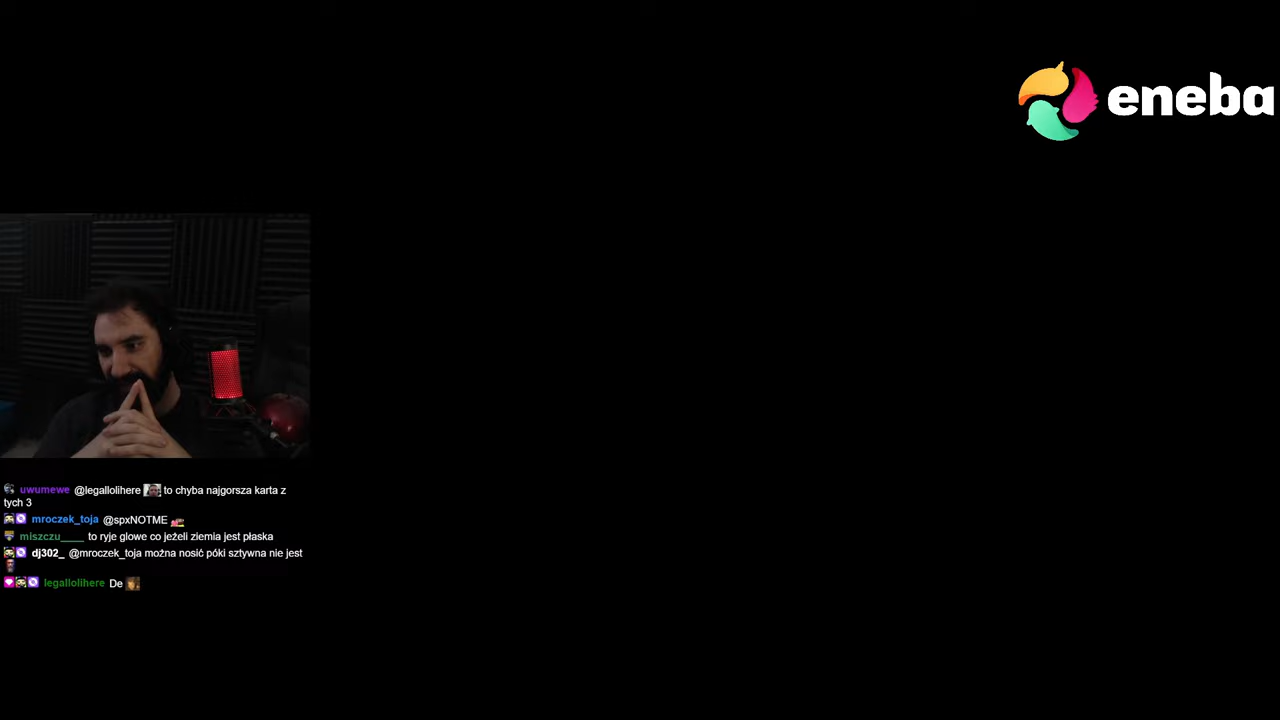 eneba
uwumewe @legallolihere to chyba najgorsza karta z
tych 3
mroczek_toja @spxNOTME
miszczu____ to ryje glowe co jeżeli ziemia jest płaska
dj302_ @mroczek_toja można nosić póki sztywna nie jest
legallolihere De